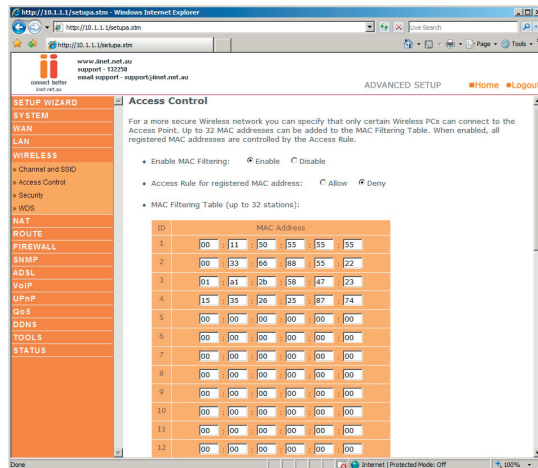 http://10.1.1.1/setupa.stm - Windows Internet Explorer
http://10.1.1.1/setupa.stm
Live Search
http://10.1.1.1/setupa.stm
Page
Tools
www.iinet.net.au
support - 132258
email support - support@iinet.net.au
connect better
iinet.net.au
ADVANCED SETUP
Home
Logout
SETUP WIZARD
SYSTEM
WAN
LAN
WIRELESS
» Channel and SSID
» Access Control
» Security
» WDS
NAT
ROUTE
FIREWALL
SNMP
ADSL
VoIP
UPnP
QoS
DDNS
TOOLS
STATUS
Access Control
For a more secure Wireless network you can specify that only certain Wireless PCs can connect to the
Access Point. Up to 32 MAC addresses can be added to the MAC Filtering Table. When enabled, all
registered MAC addresses are controlled by the Access Rule.
• Enable MAC Filtering: Enable Disable
• Access Rule for registered MAC address: Allow Deny
• MAC Filtering Table (up to 32 stations):
ID MAC Address
1 00 : 11 : 50 : 55 : 55 : 55
2 00 : 33 : 66 : 88 : 55 : 22
3 01 : a1 : 2b : 58 : 47 : 23
4 15 : 35 : 26 : 25 : 87 : 74
5 00 : 00 : 00 : 00 : 00 : 00
6 00 : 00 : 00 : 00 : 00 : 00
7 00 : 00 : 00 : 00 : 00 : 00
8 00 : 00 : 00 : 00 : 00 : 00
9 00 : 00 : 00 : 00 : 00 : 00
10 00 : 00 : 00 : 00 : 00 : 00
11 00 : 00 : 00 : 00 : 00 : 00
12 00 : 00 : 00 : 00 : 00 : 00
Done
Internet | Protected Mode: Off
100%